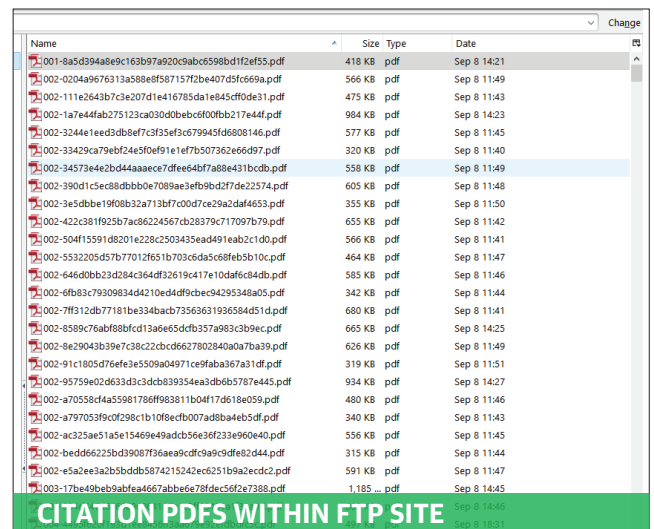 Change
Name Size Type Date
001-8a5d394a8e9c163b97a920c9abc6598bd1f2ef55.pdf 418 KB pdf Sep 8 14:21
002-0204a9676313a588e8f587157f2be407d5fc669a.pdf 566 KB pdf Sep 8 11:49
002-111e2643b7c3e207d1e416785da1e845cff0de31.pdf 475 KB pdf Sep 8 11:43
002-1a7e44fab275123ca030d0bebc6f00fbb217e44f.pdf 984 KB pdf Sep 8 14:23
002-3244e1eed3db8ef7c3f35ef3c679945fd6808146.pdf 577 KB pdf Sep 8 11:45
002-33429ca79ebf24e5f0ef91e1ef7b507362e66d97.pdf 320 KB pdf Sep 8 11:40
002-34573e4e2bd44aaaece7dfee64bf7a88e431bcdb.pdf 558 KB pdf Sep 8 11:49
002-390d1c5ec88dbbb0e7089ae3efb9bd2f7de22574.pdf 605 KB pdf Sep 8 11:48
002-3e5dbbe19f08b32a713bf7c00d7ce29a2daf4653.pdf 355 KB pdf Sep 8 11:50
002-422c381f925b7ac86224567cb28379c717097b79.pdf 655 KB pdf Sep 8 11:42
002-504f15591d8201e228c2503435ead491eab2c1d0.pdf 566 KB pdf Sep 8 11:41
002-5532205d57b77012f651b703c6da5c68feb5b10c.pdf 464 KB pdf Sep 8 11:47
002-646d0bb23d284c364df32619c417e10daf6c84db.pdf 585 KB pdf Sep 8 11:46
002-6fb83c79309834d4210ed4df9cbec94295348a05.pdf 342 KB pdf Sep 8 11:44
002-7ff312db77181be334bacb73563631936584d51d.pdf 680 KB pdf Sep 8 11:41
002-8589c76abf88bfcd13a6e65dcfb357a983c3b9ec.pdf 665 KB pdf Sep 8 14:25
002-8e29043b39e7c38c22cbcd6627802840a0a7ba39.pdf 626 KB pdf Sep 8 11:49
002-91c1805d76efe3e5509a04971ce9faba367a31df.pdf 319 KB pdf Sep 8 11:51
002-95759e02d633d3c3dcb839354ea3db6b5787e445.pdf 934 KB pdf Sep 8 14:27
002-a70558cf4a55981786ff983811b04f17d618e059.pdf 480 KB pdf Sep 8 11:46
002-a797053f9c0f298c1b10f8ecfb007ad8ba4eb5df.pdf 340 KB pdf Sep 8 11:43
002-ac325ae51a5e15469e49adcb56e36f233e960e40.pdf 556 KB pdf Sep 8 11:45
002-bedd66225bd39087f36aea9cdfc9a9c9dfe82d44.pdf 315 KB pdf Sep 8 11:44
002-e5a2ee3a2b5bddb5874215242ec6251b9a2ecdc2.pdf 591 KB pdf Sep 8 11:47
003-17be49beb9abfea4667abbe6e78fdec56f2e7388.pdf 1,185 ... pdf Sep 8 14:45
CITATION PDFS WITHIN FTP SITE
Sep 8 14:46
497 KB pdf Sep 8 18:31